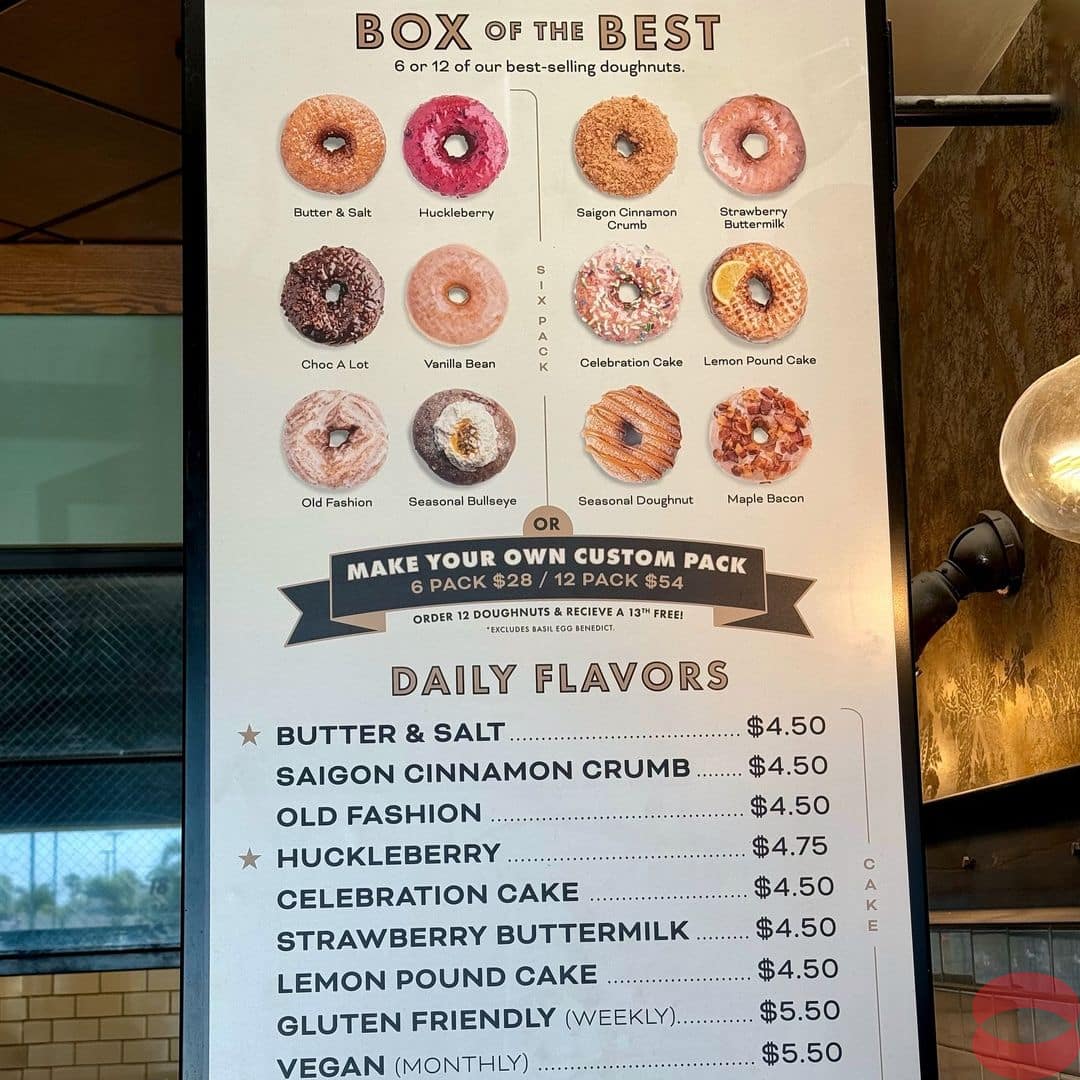 BOX OF THE BEST
6 or 12 of our best-selling doughnuts.
Butter & Salt
Huckleberry
Saigon Cinnamon
Crumb
Strawberry
Buttermilk
SIX PACK
Choc A Lot
Vanilla Bean
Celebration Cake
Lemon Pound Cake
Old Fashion
Seasonal Bullseye
Seasonal Doughnut
Maple Bacon
OR
MAKE YOUR OWN CUSTOM PACK
6 PACK $28 / 12 PACK $54
ORDER 12 DOUGHNUTS & RECIEVE A 13TH FREE!
*EXCLUDES BASIL EGG BENEDICT.
DAILY FLAVORS
BUTTER & SALT ........ $4.50
SAIGON CINNAMON CRUMB ........ $4.50
OLD FASHION ........ $4.50
HUCKLEBERRY ........ $4.75
CELEBRATION CAKE ........ $4.50
STRAWBERRY BUTTERMILK ........ $4.50
LEMON POUND CAKE ........ $4.50
GLUTEN FRIENDLY (WEEKLY) ........ $5.50
VEGAN (MONTHLY) ........ $5.50
CAKE